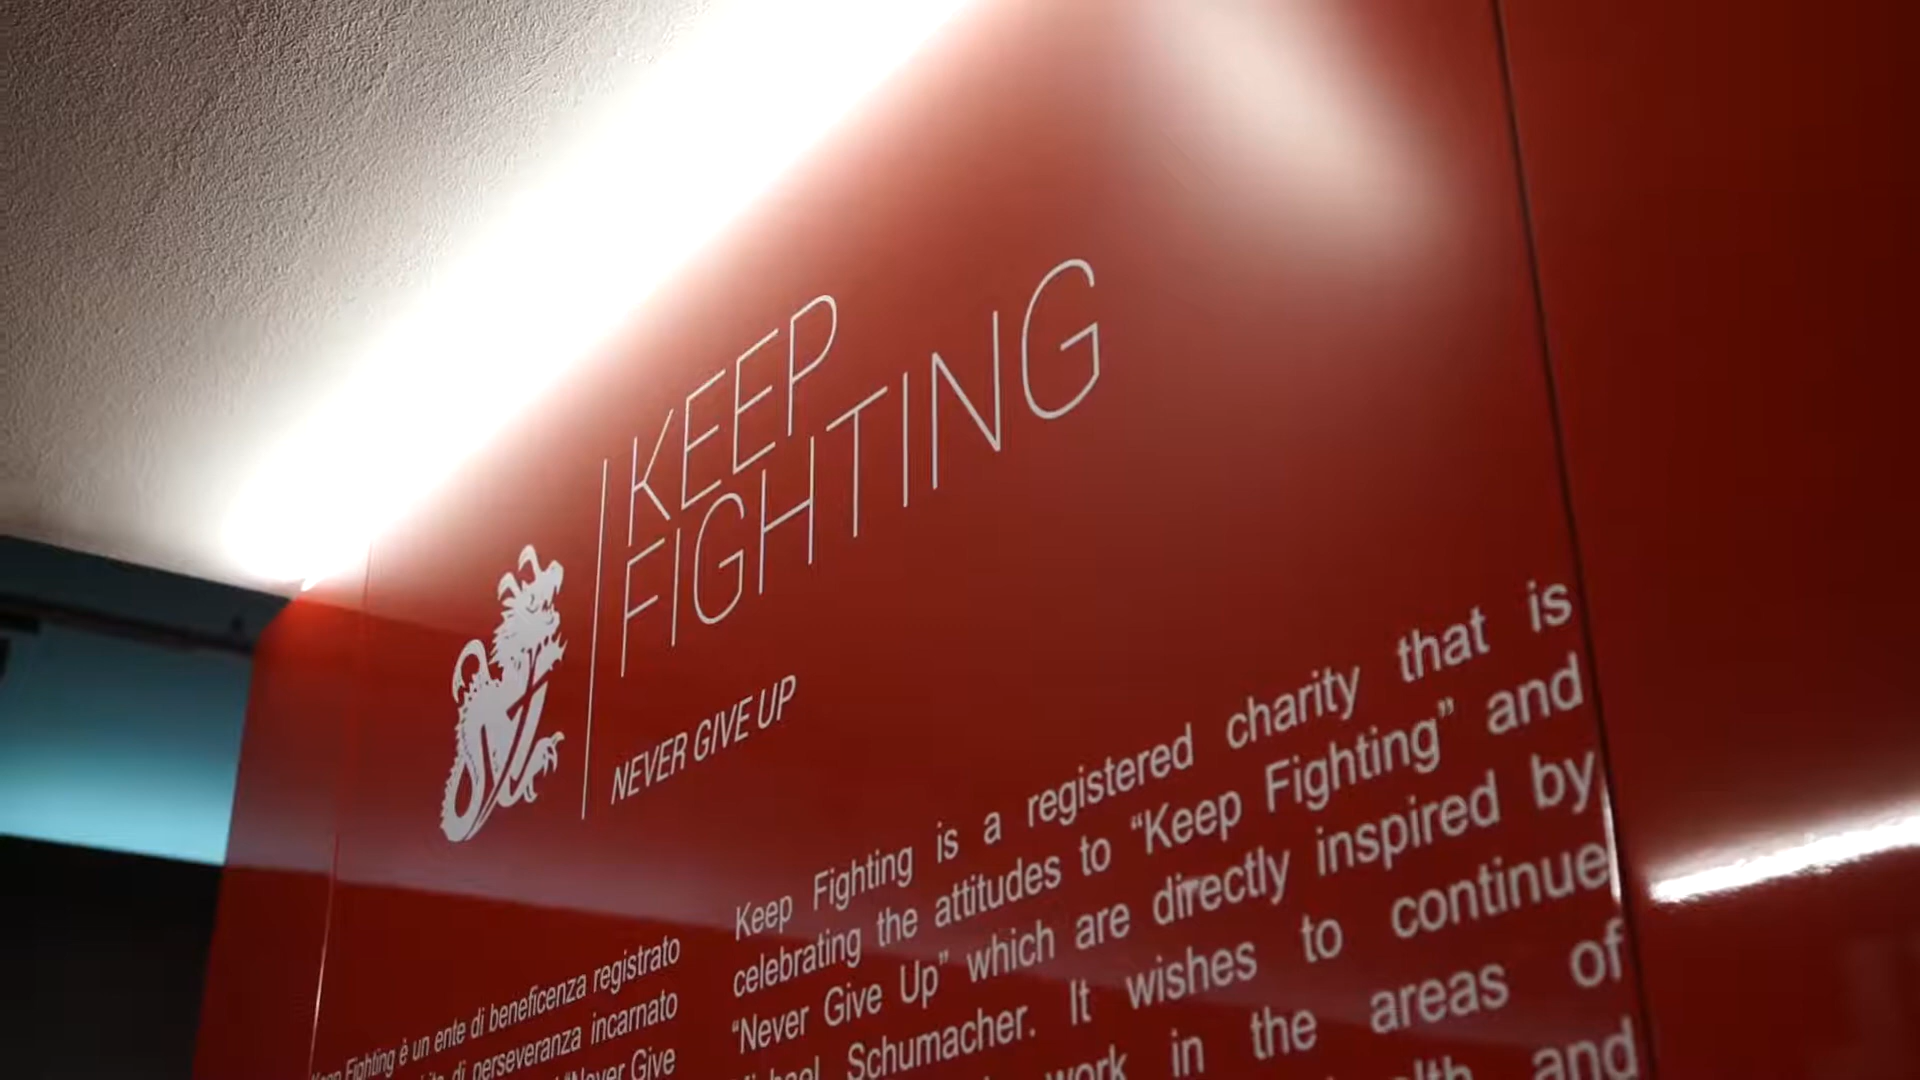 KEEP
FIGHTING
NEVER GIVE UP
Fighting è un ente di beneficenza registrato
di perseveranza incarnato
“Never Give
Keep Fighting is a registered charity that is
celebrating the attitudes to “Keep Fighting” and
“Never Give Up” which are directly inspired by
Schumacher. It wishes to continue
work in the areas of
and